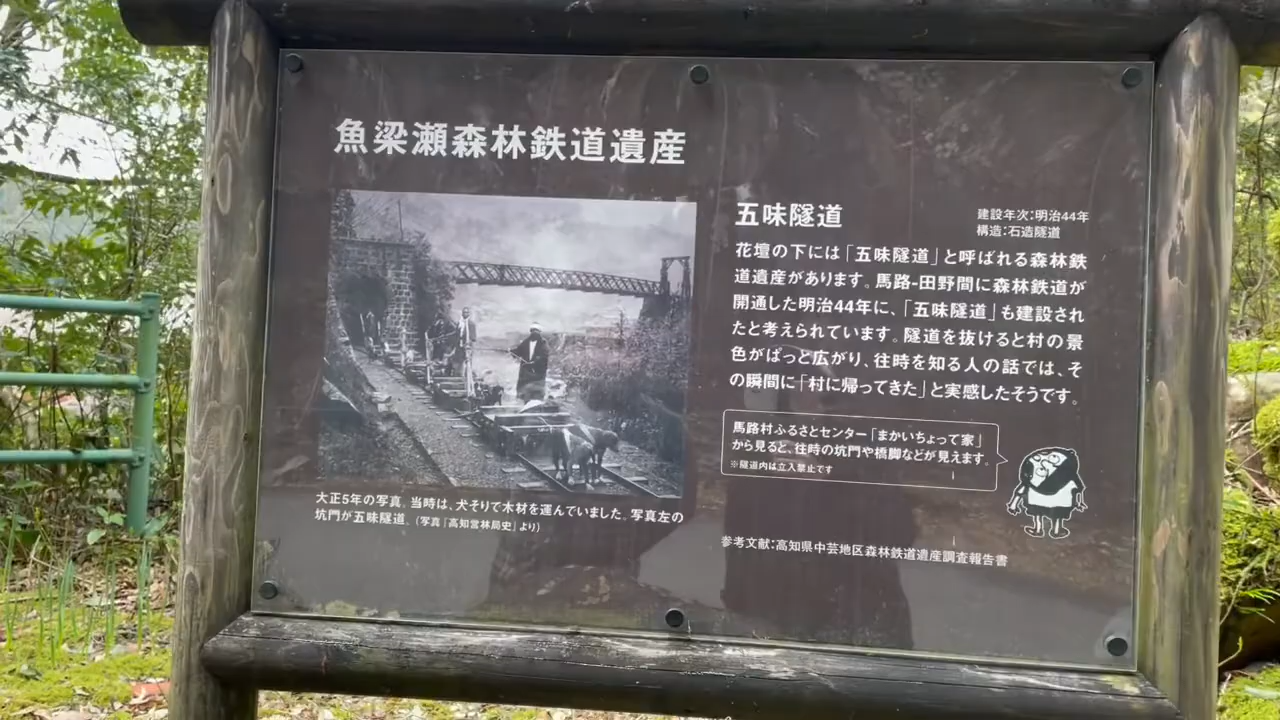 魚梁瀬森林鉄道遺産
五味隧道
建設年次:明治44年
構造:石造隧道
花壇の下には「五味隧道」と呼ばれる森林鉄
道遺産があります。馬路-田野間に森林鉄道が
開通した明治44年に、「五味隧道」も建設され
たと考えられています。隧道を抜けると村の景
色がぱっと広がり、往時を知る人の話では、そ
の瞬間に「村に帰ってきた」と実感したそうです。
馬路村ふるさとセンター「まかいちょって家」
から見ると、往時の坑門や橋脚などが見えます。
※隧道内は立入禁止です
大正5年の写真。当時は、犬そりで木材を運んでいました。写真左の
坑門が五味隧道。(写真『高知営林局史』より)
参考文献:高知県中芸地区森林鉄道遺産調査報告書